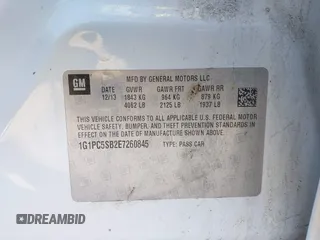 GM
MFD BY GENERAL MOTORS LLC
DATE GVWR GAWR FRT GAWR RR
12/13 1843 KG 964 KG 879 KG
4062 LB 2125 LB 1937 LB
THIS VEHICLE CONFORMS TO ALL APPLICABLE U.S. FEDERAL MOTOR
VEHICLE SAFETY, BUMPER, AND THEFT PREVENTION STANDARDS
IN EFFECT ON THE DATE OF MANUFACTURE SHOWN ABOVE.
1G1PC5SB2E7260845 TYPE: PASS CAR
DREAMBID